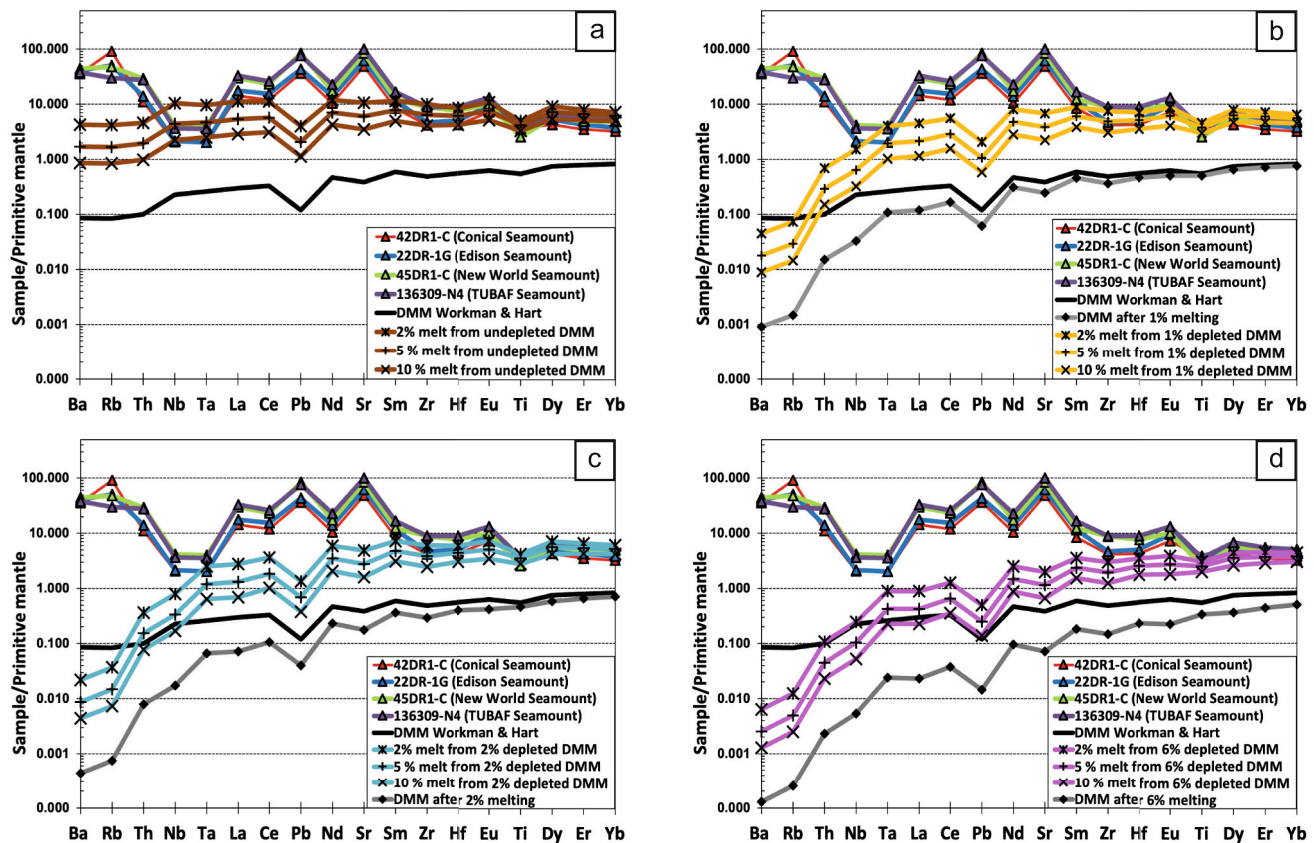 a
Sample/Primitive mantle
100.000
10.000
1.000
0.100
0.010
0.001
0.000
42DR1-C (Conical Seamount)
22DR-1G (Edison Seamount)
45DR1-C (New World Seamount)
136309-N4 (TUBAF Seamount)
DMM Workman & Hart
2% melt from undepleted DMM
5 % melt from undepleted DMM
10 % melt from undepleted DMM
Ba Rb Th Nb Ta La Ce Pb Nd Sr Sm Zr Hf Eu Ti Dy Er Yb
b
Sample/Primitive mantle
100.000
10.000
1.000
0.100
0.010
0.001
0.000
42DR1-C (Conical Seamount)
22DR-1G (Edison Seamount)
45DR1-C (New World Seamount)
136309-N4 (TUBAF Seamount)
DMM Workman & Hart
DMM after 1% melting
2% melt from 1% depleted DMM
5 % melt from 1% depleted DMM
10 % melt from 1% depleted DMM
Ba Rb Th Nb Ta La Ce Pb Nd Sr Sm Zr Hf Eu Ti Dy Er Yb
c
Sample/Primitive mantle
100.000
10.000
1.000
0.100
0.010
0.001
0.000
42DR1-C (Conical Seamount)
22DR-1G (Edison Seamount)
45DR1-C (New World Seamount)
136309-N4 (TUBAF Seamount)
DMM Workman & Hart
2% melt from 2% depleted DMM
5 % melt from 2% depleted DMM
10 % melt from 2% depleted DMM
DMM after 2% melting
Ba Rb Th Nb Ta La Ce Pb Nd Sr Sm Zr Hf Eu Ti Dy Er Yb
d
Sample/Primitive mantle
100.000
10.000
1.000
0.100
0.010
0.001
0.000
42DR1-C (Conical Seamount)
22DR-1G (Edison Seamount)
45DR1-C (New World Seamount)
136309-N4 (TUBAF Seamount)
DMM Workman & Hart
2% melt from 6% depleted DMM
5 % melt from 6% depleted DMM
10 % melt from 6% depleted DMM
DMM after 6% melting
Ba Rb Th Nb Ta La Ce Pb Nd Sr Sm Zr Hf Eu Ti Dy Er Yb